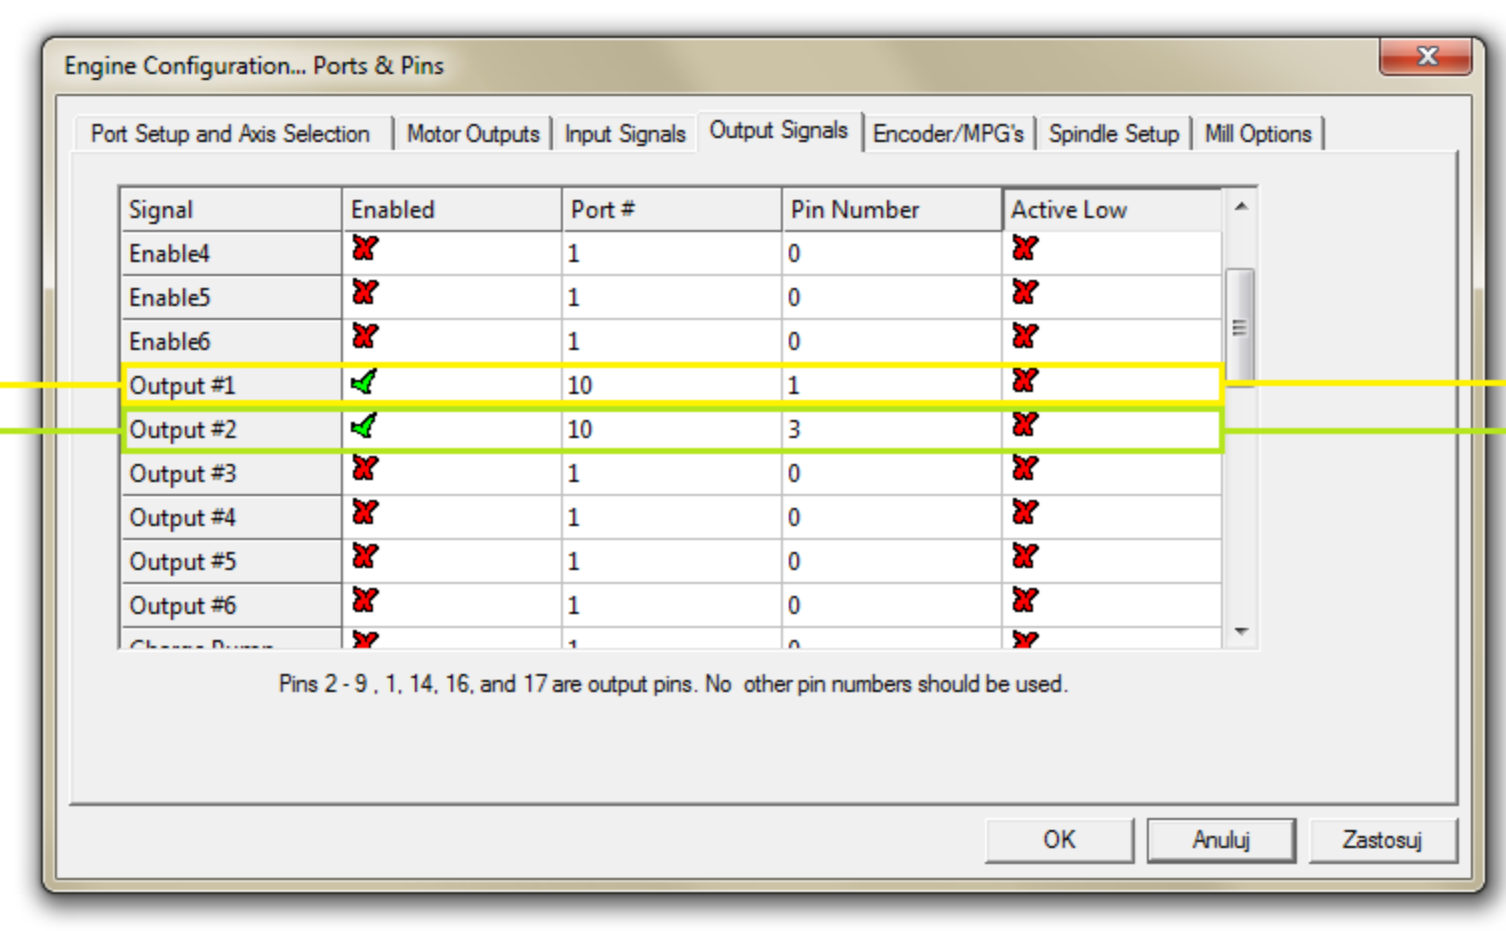 Engine Configuration... Ports & Pins
Port Setup and Axis Selection Motor Outputs Input Signals Output Signals Encoder/MPG's Spindle Setup Mill Options
Signal Enabled Port # Pin Number Active Low
Enable4 1 0
Enable5 1 0
Enable6 1 0
Output #1 10 1
Output #2 10 3
Output #3 1 0
Output #4 1 0
Output #5 1 0
Output #6 1 0
Charge Pump 1 0
Pins 2 - 9 , 1, 14, 16, and 17 are output pins. No other pin numbers should be used.
OK Anuluj Zastosuj